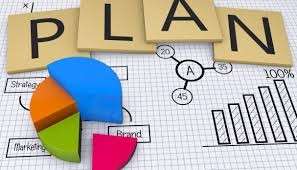 PLAN
20
A
35
45
100%
Strategy
Brand
Marketing